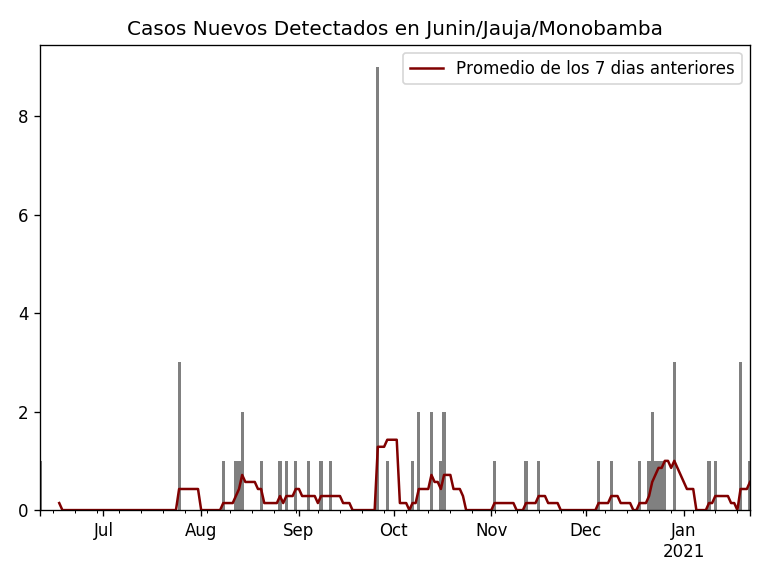 Casos Nuevos Detectados en Junin/Jauja/Monobamba
Promedio de los 7 dias anteriores
8
6
4
2
0
Jul Aug Sep Oct Nov Dec Jan
2021